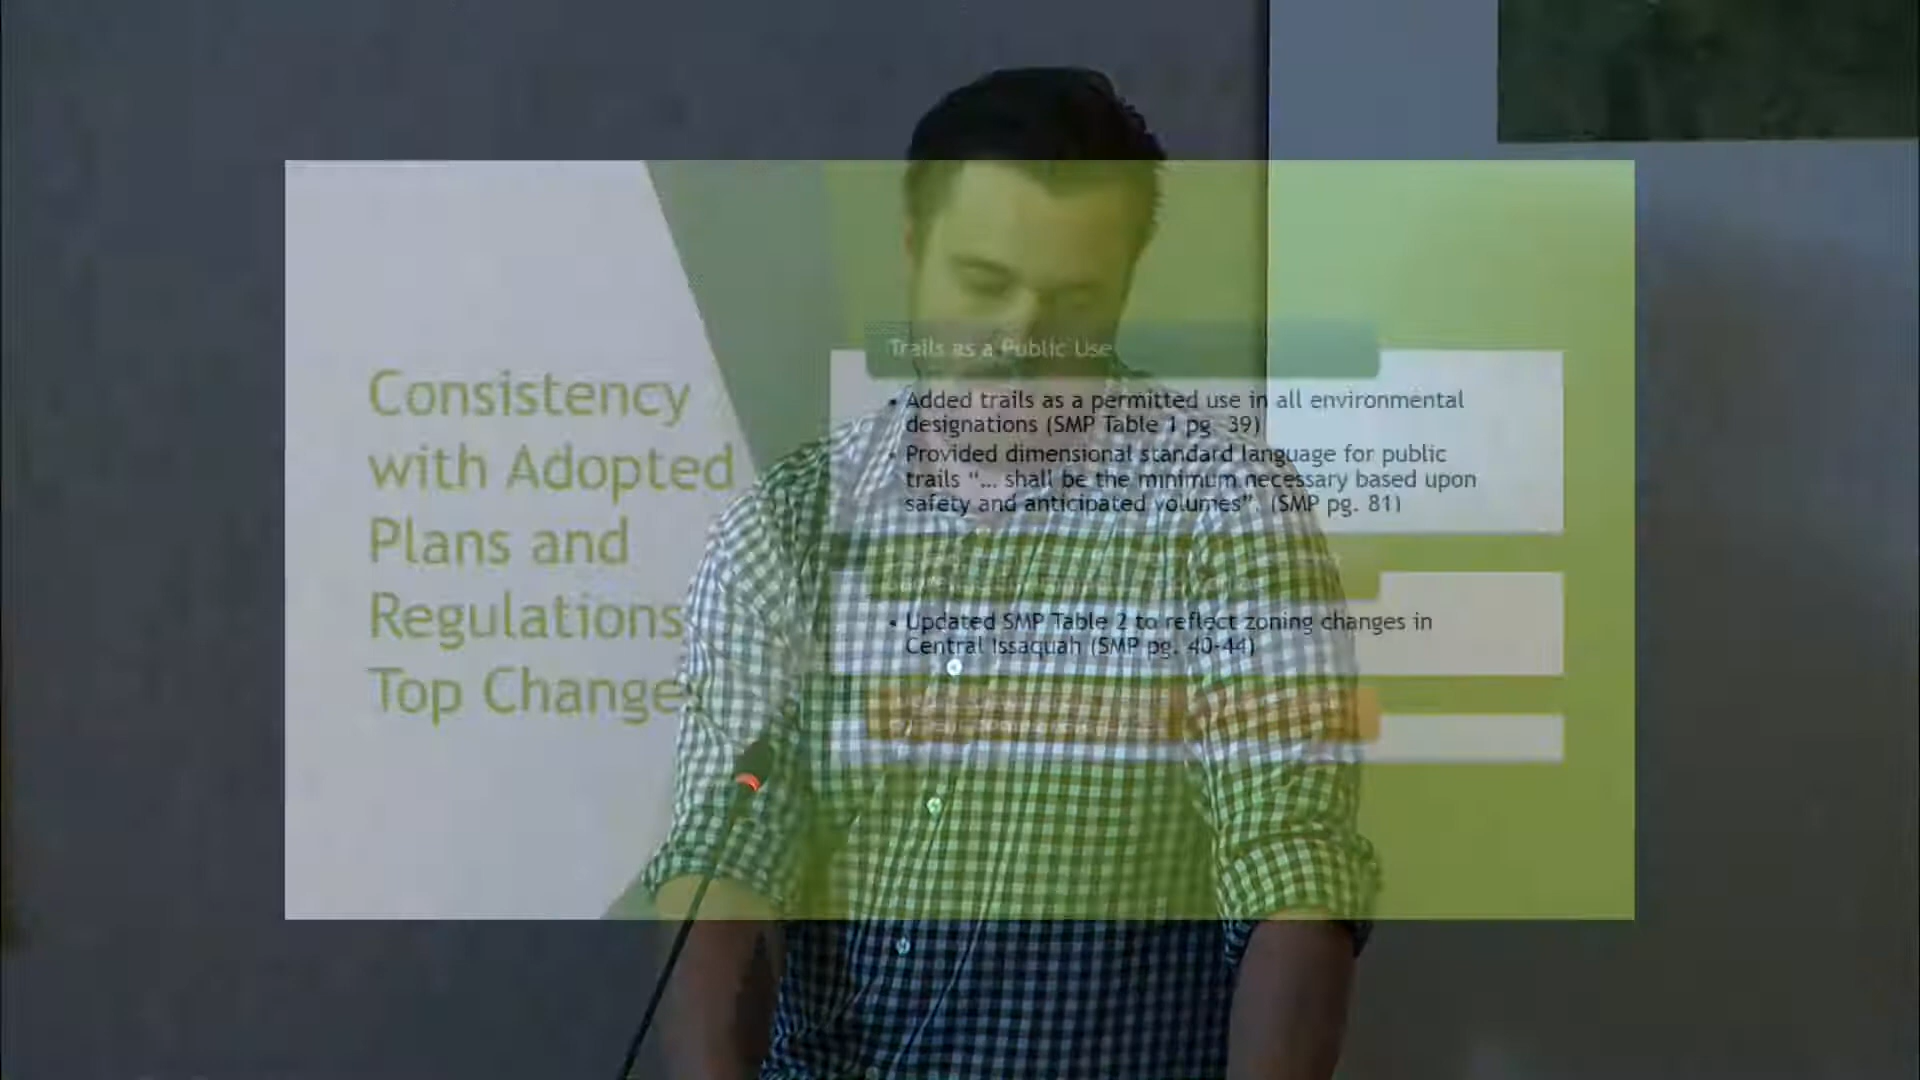 Consistency
with Adopted
Plans and
Regulations
Top Changes
Trails as a Public Use
• Added trails as a permitted use in all environmental
designations (SMP Table 1 pg. 39)
• Provided dimensional standard language for public
trails “... shall be the minimum necessary based upon
safety and anticipated volumes”. (SMP pg. 81)
• Updated SMP Table 2 to reflect zoning changes in
Central Issaquah (SMP pg. 40-44)